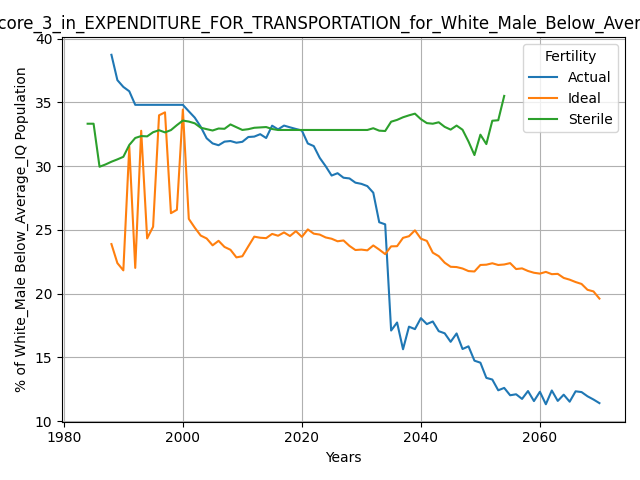 core_3_in_EXPENDITURE_FOR_TRANSPORTATION_for_White_Male_Below_Aver
Fertility
Actual
Ideal
Sterile
% of White_Male Below_Average_IQ Population
40
35
30
25
20
15
10
1980
2000
2020
2040
2060
Years